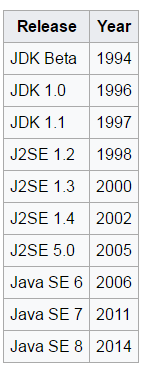 Release Year
JDK Beta 1994
JDK 1.0 1996
JDK 1.1 1997
J2SE 1.2 1998
J2SE 1.3 2000
J2SE 1.4 2002
J2SE 5.0 2005
Java SE 6 2006
Java SE 7 2011
Java SE 8 2014